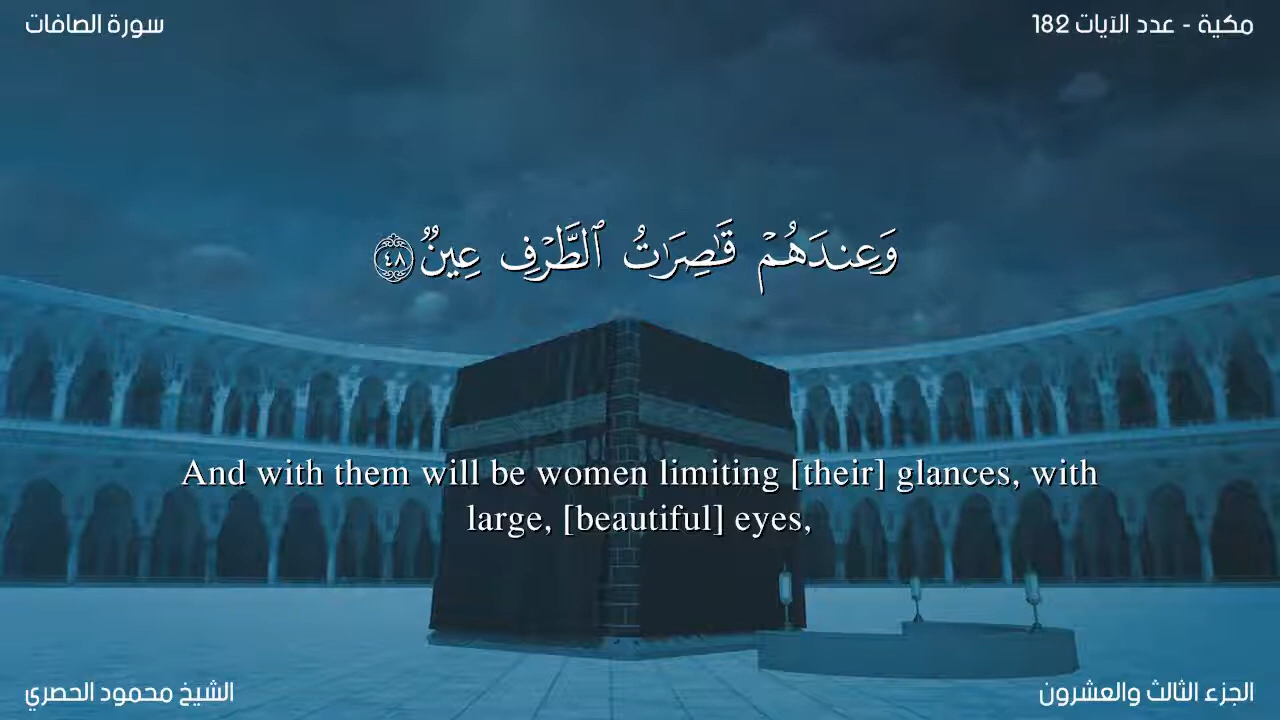 سورة الصافات
مكية - عدد الآيات 182
وَعِندَهُمْ قَٰصِرَٰتُ ٱلطَّرْفِ عِينٌۭ ٤٨
And with them will be women limiting [their] glances, with
large, [beautiful] eyes,
الشيخ محمود الحصري
الجزء الثالث والعشرون